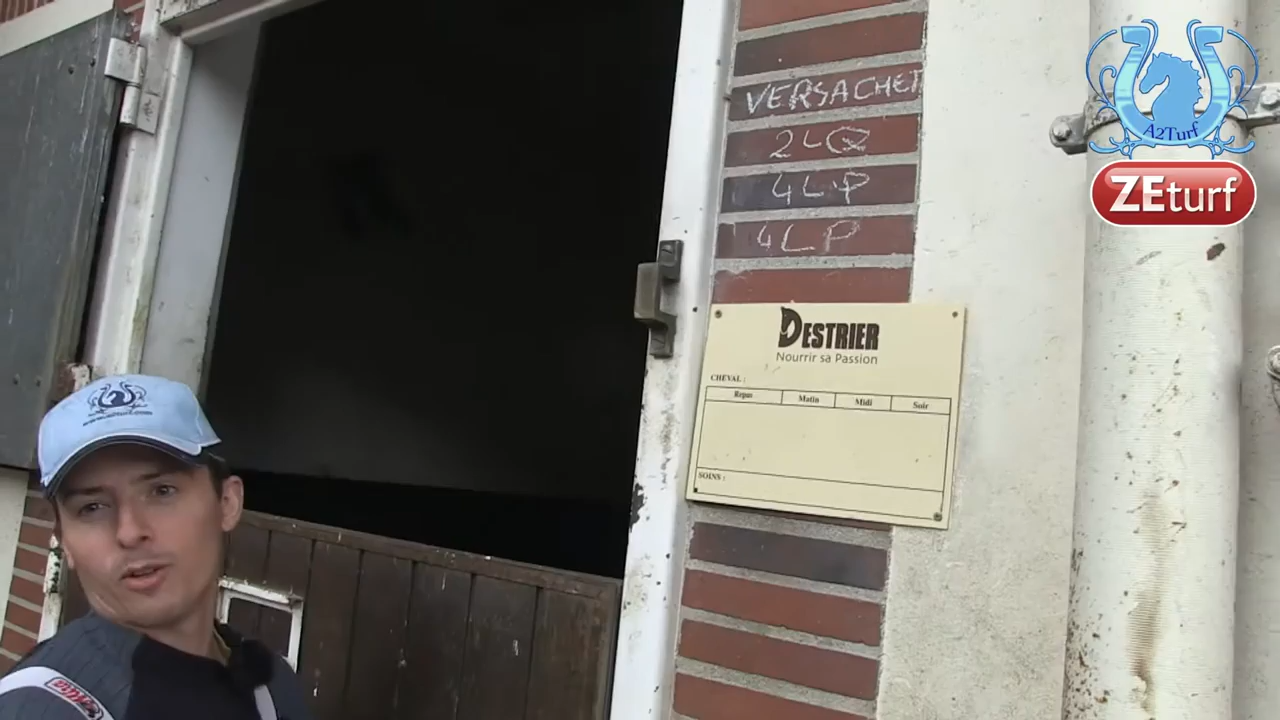 VERSACHET
2LQ
4LP
4LP
DESTRIER
Nourrir sa Passion
CHEVAL :
Repas Matin Midi Soir
SOINS :
A2Turf
ZEturf